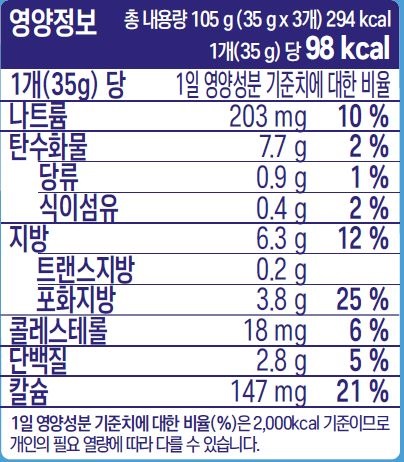 영양정보 총 내용량 105 g (35 g x 3개) 294 kcal
1개(35 g) 당 98 kcal
1개(35g) 당 1일 영양성분 기준치에 대한 비율
나트륨 203 mg 10 %
탄수화물 7.7 g 2 %
당류 0.9 g 1 %
식이섬유 0.4 g 2 %
지방 6.3 g 12 %
트랜스지방 0.2 g
포화지방 3.8 g 25 %
콜레스테롤 18 mg 6 %
단백질 2.8 g 5 %
칼슘 147 mg 21 %
1일 영양성분 기준치에 대한 비율(%)은 2,000kcal 기준이므로
개인의 필요 열량에 따라 다를 수 있습니다.